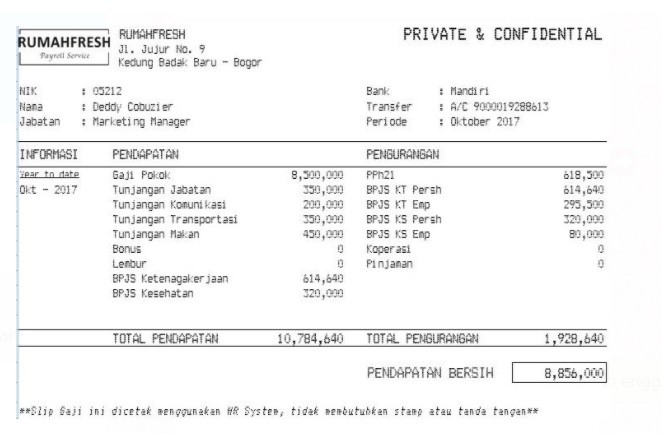 RUMAHFRESH
Payroll Service
RUMAHFRESH
Jl. Jujur No. 9
Kedung Badak Baru - Bogor
PRIVATE & CONFIDENTIAL
NIK : 05212
Nama : Deddy Cobuzier
Jabatan : Marketing Manager
Bank : Mandiri
Transfer : A/C 9000019288613
Periode : Oktober 2017
INFORMASI PENDAPATAN PENGURANGAN
Year to date Gaji Pokok 8,500,000 PPh21 618,500
Okt - 2017 Tunjangan Jabatan 350,000 BPJS KT Persh 614,640
Tunjangan Komunikasi 200,000 BPJS KT Emp 295,500
Tunjangan Transportasi 350,000 BPJS KS Persh 320,000
Tunjangan Makan 450,000 BPJS KS Emp 80,000
Bonus 0 Koperasi 0
Lembur 0 Pinjaman 0
BPJS Ketenagakerjaan 614,640
BPJS Kesehatan 320,000
TOTAL PENDAPATAN 10,784,640 TOTAL PENGURANGAN 1,928,640
PENDAPATAN BERSIH 8,856,000
**Slip Gaji ini dicetak menggunakan HR System, tidak membutuhkan stamp atau tanda tangan**